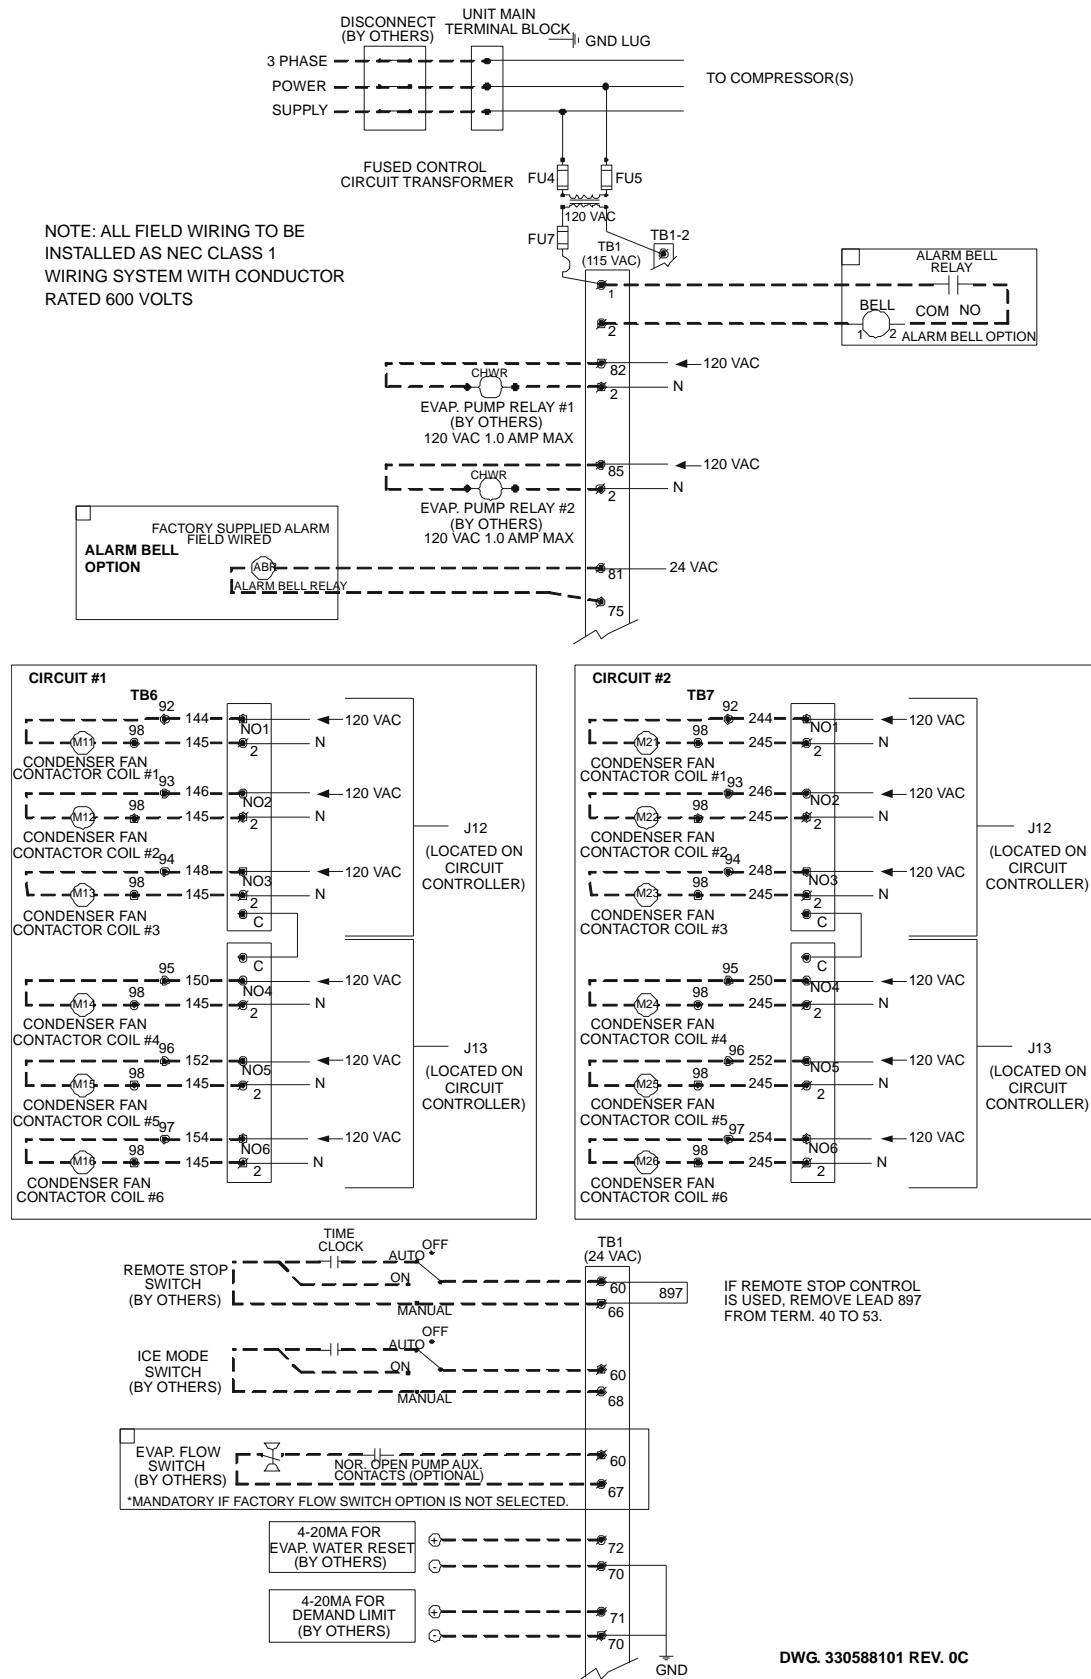 DISCONNECT
(BY OTHERS)
UNIT MAIN
TERMINAL BLOCK
GND LUG
3 PHASE
POWER
SUPPLY
TO COMPRESSOR(S)
FUSED CONTROL
CIRCUIT TRANSFORMER
FU4
FU5
120 VAC
FU7
TB1
(115 VAC)
TB1-2
NOTE: ALL FIELD WIRING TO BE
INSTALLED AS NEC CLASS 1
WIRING SYSTEM WITH CONDUCTOR
RATED 600 VOLTS
ALARM BELL
RELAY
BELL
COM NO
1 2
ALARM BELL OPTION
1
2
CHWR
82
120 VAC
2
N
EVAP. PUMP RELAY #1
(BY OTHERS)
120 VAC 1.0 AMP MAX
CHWR
85
120 VAC
2
N
EVAP. PUMP RELAY #2
(BY OTHERS)
120 VAC 1.0 AMP MAX
FACTORY SUPPLIED ALARM
FIELD WIRED
ALARM BELL
OPTION
ABR
ALARM BELL RELAY
81
24 VAC
75
CIRCUIT #1
TB6
92 144 NO1 120 VAC
M11 98 145 2 N
CONDENSER FAN
CONTACTOR COIL #1
93 146 NO2 120 VAC
M12 98 145 2 N
CONDENSER FAN
CONTACTOR COIL #2
94 148 NO3 120 VAC
M13 98 145 2 N
CONDENSER FAN
CONTACTOR COIL #3
C
J12
(LOCATED ON
CIRCUIT
CONTROLLER)
C
95 150 NO4 120 VAC
M14 98 145 2 N
CONDENSER FAN
CONTACTOR COIL #4
96 152 NO5 120 VAC
M15 98 145 2 N
CONDENSER FAN
CONTACTOR COIL #5
97 154 NO6 120 VAC
M16 98 145 2 N
CONDENSER FAN
CONTACTOR COIL #6
J13
(LOCATED ON
CIRCUIT
CONTROLLER)
CIRCUIT #2
TB7
92 244 NO1 120 VAC
M21 98 245 2 N
CONDENSER FAN
CONTACTOR COIL #1
93 246 NO2 120 VAC
M22 98 245 2 N
CONDENSER FAN
CONTACTOR COIL #2
94 248 NO3 120 VAC
M23 98 245 2 N
CONDENSER FAN
CONTACTOR COIL #3
C
J12
(LOCATED ON
CIRCUIT
CONTROLLER)
C
95 250 NO4 120 VAC
M24 98 245 2 N
CONDENSER FAN
CONTACTOR COIL #4
96 252 NO5 120 VAC
M25 98 245 2 N
CONDENSER FAN
CONTACTOR COIL #5
97 254 NO6 120 VAC
M26 98 245 2 N
CONDENSER FAN
CONTACTOR COIL #6
J13
(LOCATED ON
CIRCUIT
CONTROLLER)
TIME
CLOCK
OFF
AUTO
ON
MANUAL
REMOTE STOP
SWITCH
(BY OTHERS)
TB1
(24 VAC)
60
897
66
IF REMOTE STOP CONTROL
IS USED, REMOVE LEAD 897
FROM TERM. 40 TO 53.
OFF
AUTO
ON
MANUAL
ICE MODE
SWITCH
(BY OTHERS)
60
68
EVAP. FLOW
SWITCH
(BY OTHERS)
NOR. OPEN PUMP AUX.
CONTACTS (OPTIONAL)
60
67
*MANDATORY IF FACTORY FLOW SWITCH OPTION IS NOT SELECTED.
4-20MA FOR
EVAP. WATER RESET
(BY OTHERS)
+
-
72
70
4-20MA FOR
DEMAND LIMIT
(BY OTHERS)
+
-
71
70
GND
DWG. 330588101 REV. 0C